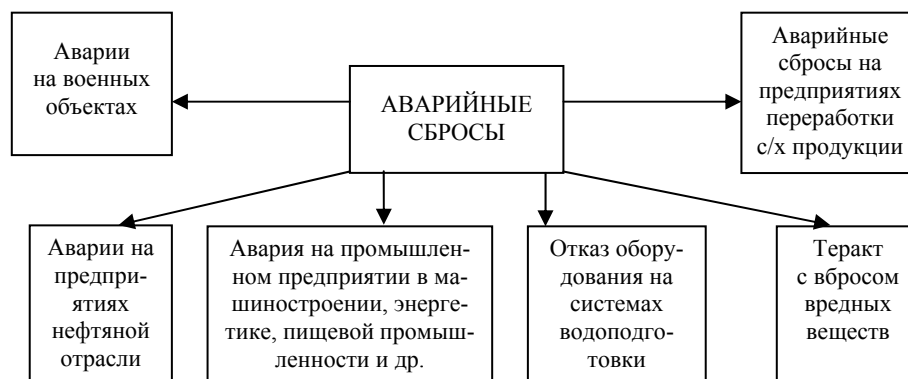 Аварии
на военных
объектах
АВАРИЙНЫЕ
СБРОСЫ
Аварийные
сбросы на
предприятиях
переработки
с/х продукции
Аварии на
предпри-
ятиях
нефтяной
отрасли
Авария на промышлен-
ном предприятии в ма-
шиностроении, энерге-
тике, пищевой промыш-
ленности и др.
Отказ обору-
дования на
системах
водоподго-
товки
Теракт
с вбросом
вредных
веществ